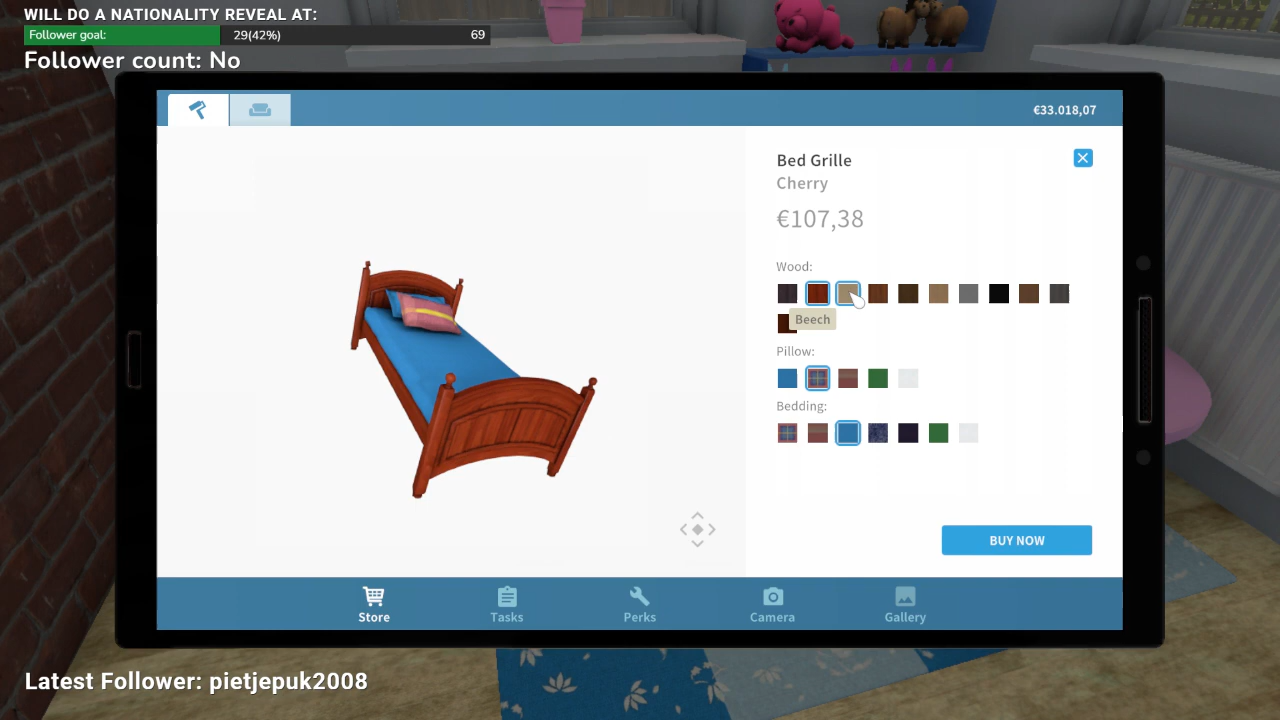 WILL DO A NATIONALITY REVEAL AT:
Follower goal: 29(42%) 69
Follower count: No
€33.018,07
Bed Grille
Cherry
€107,38
Wood:
Beech
Pillow:
Bedding:
BUY NOW
Store Tasks Perks Camera Gallery
Latest Follower: pietjepuk2008